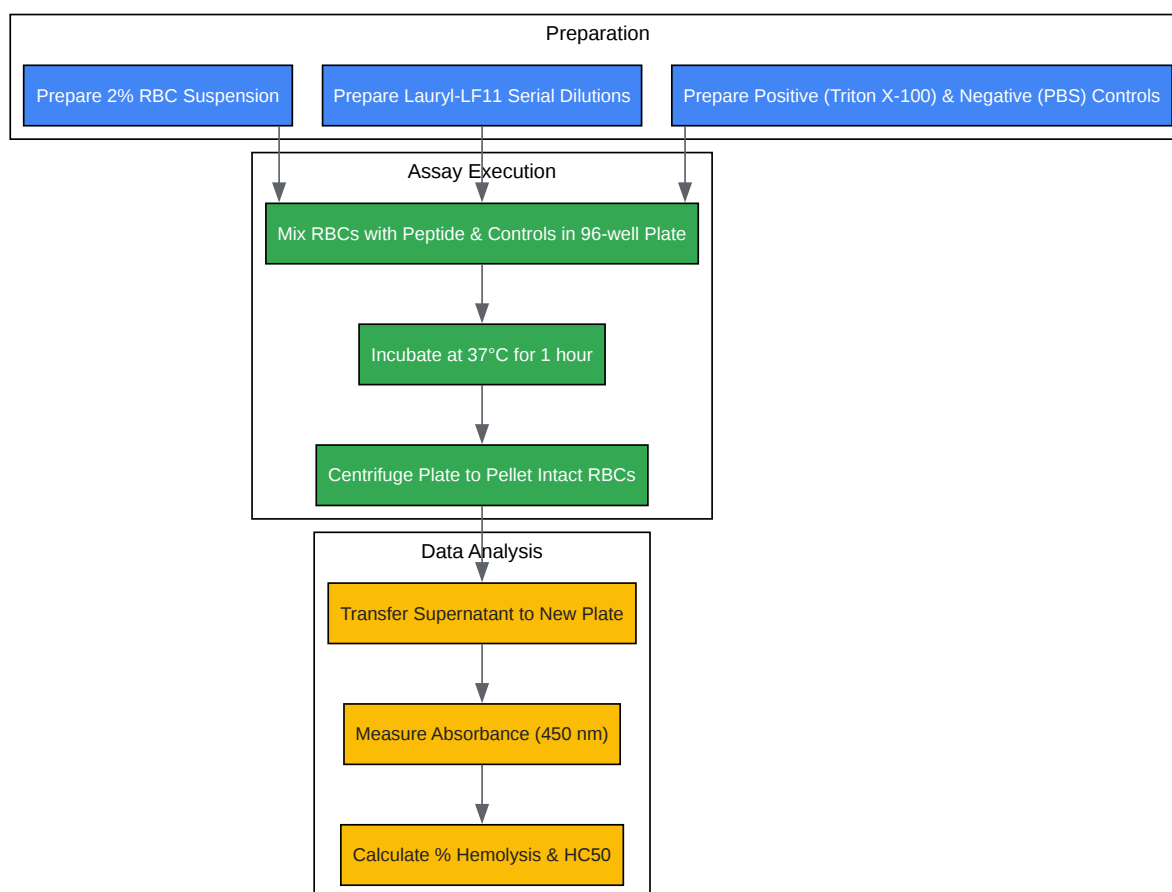 Preparation
Prepare 2% RBC Suspension
Prepare Lauryl-LF11 Serial Dilutions
Prepare Positive (Triton X-100) & Negative (PBS) Controls
Assay Execution
Mix RBCs with Peptide & Controls in 96-well Plate
Incubate at 37°C for 1 hour
Centrifuge Plate to Pellet Intact RBCs
Data Analysis
Transfer Supernatant to New Plate
Measure Absorbance (450 nm)
Calculate % Hemolysis & HC50